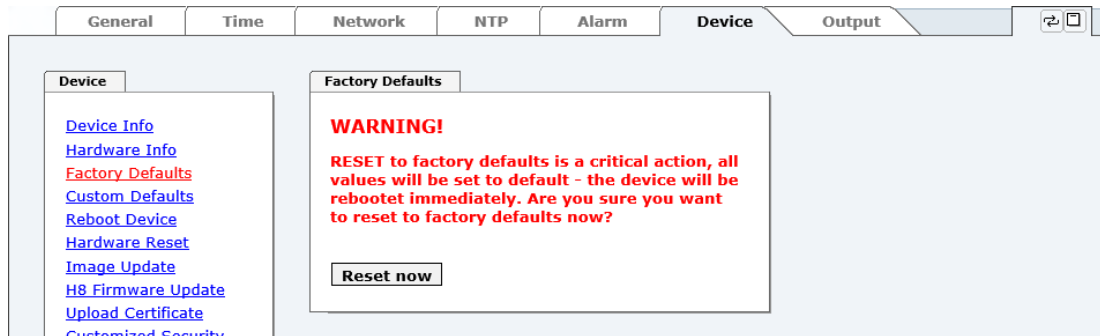 General Time Network NTP Alarm Device Output
Device
Device Info
Hardware Info
Factory Defaults
Custom Defaults
Reboot Device
Hardware Reset
Image Update
H8 Firmware Update
Upload Certificate
Customized Security
Factory Defaults
WARNING!
RESET to factory defaults is a critical action, all
values will be set to default - the device will be
rebootet immediately. Are you sure you want
to reset to factory defaults now?
Reset now